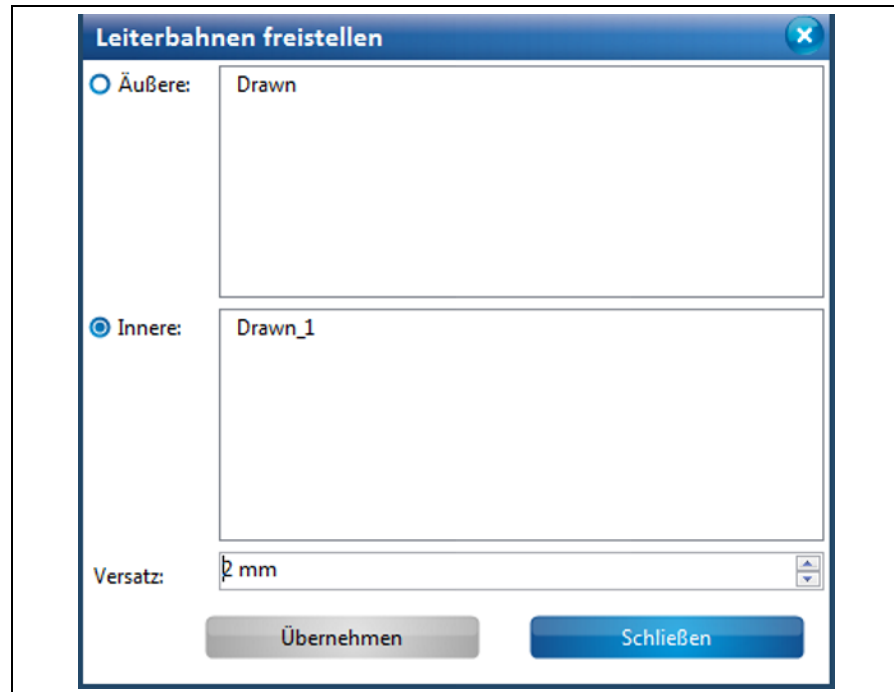 Leiterbahnen freistellen
Äußere:
Drawn
Innere:
Drawn_1
Versatz:
2 mm
Übernehmen
Schließen